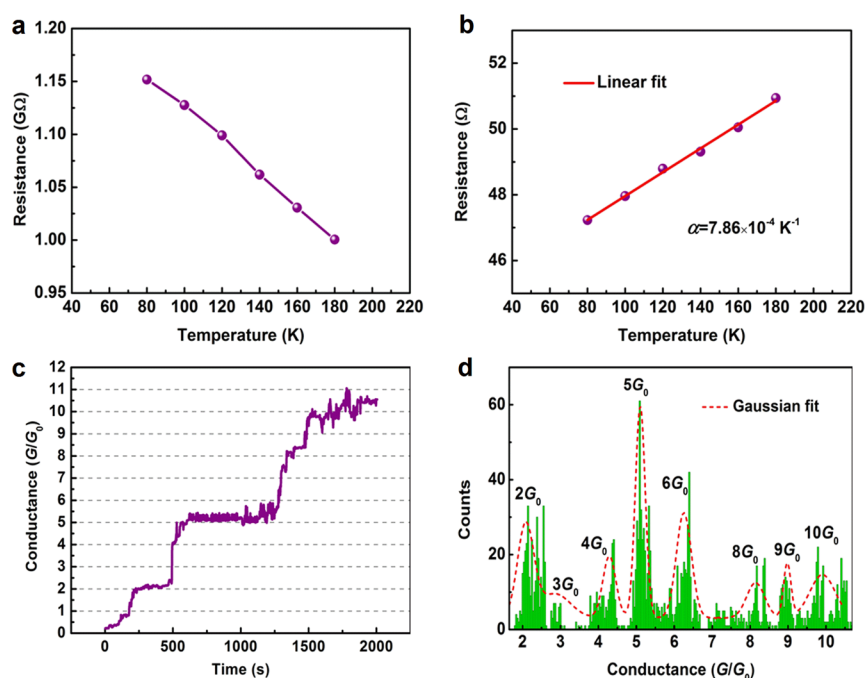 a
1.20
1.15
1.10
1.05
1.00
0.95
Resistance (GΩ)
40 60 80 100 120 140 160 180 200 220
Temperature (K)
b
52
50
48
46
Resistance (Ω)
Linear fit
α=7.86×10⁻⁴ K⁻¹
40 60 80 100 120 140 160 180 200 220
Temperature (K)
c
12
11
10
9
8
7
6
5
4
3
2
1
0
Conductance (G/G₀)
0 500 1000 1500 2000
Time (s)
d
60
40
20
0
Counts
Gaussian fit
2G₀
3G₀
4G₀
5G₀
6G₀
8G₀
9G₀
10G₀
2 3 4 5 6 7 8 9 10
Conductance (G/G₀)